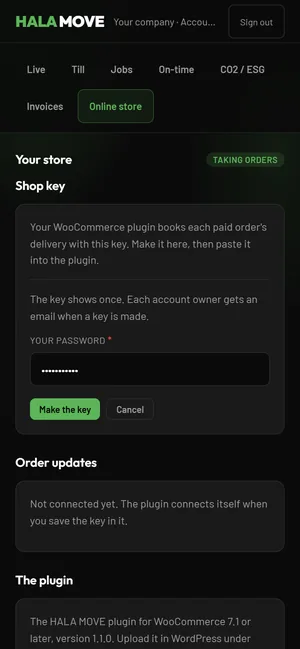 HALA MOVE Your company · Accou... Sign out
Live Till Jobs On-time CO2 / ESG
Invoices Online store
Your store TAKING ORDERS
Shop key
Your WooCommerce plugin books each paid order's
delivery with this key. Make it here, then paste it
into the plugin.
The key shows once. Each account owner gets an
email when a key is made.
YOUR PASSWORD *
•••••••••••
Make the key Cancel
Order updates
Not connected yet. The plugin connects itself when
you save the key in it.
The plugin
The HALA MOVE plugin for WooCommerce 7.1 or
later, version 1.1.0. Upload it in WordPress under